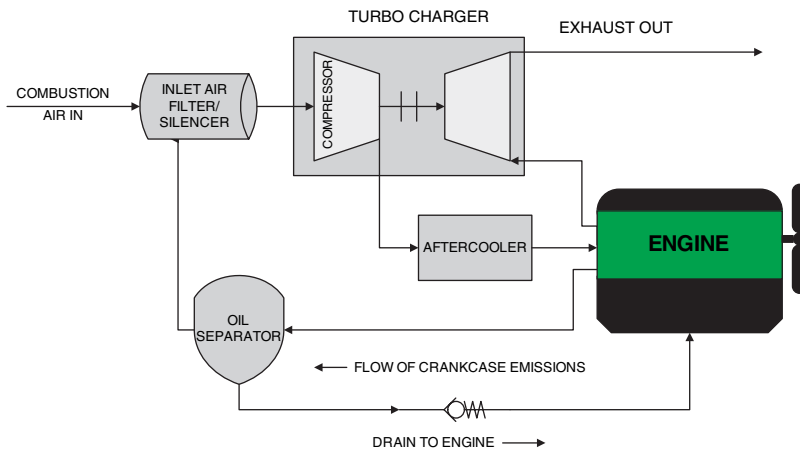 TURBO CHARGER
EXHAUST OUT
COMBUSTION
AIR IN
INLET AIR
FILTER/
SILENCER
COMPRESSOR
AFTERCOOLER
ENGINE
OIL
SEPARATOR
FLOW OF CRANKCASE EMISSIONS
DRAIN TO ENGINE